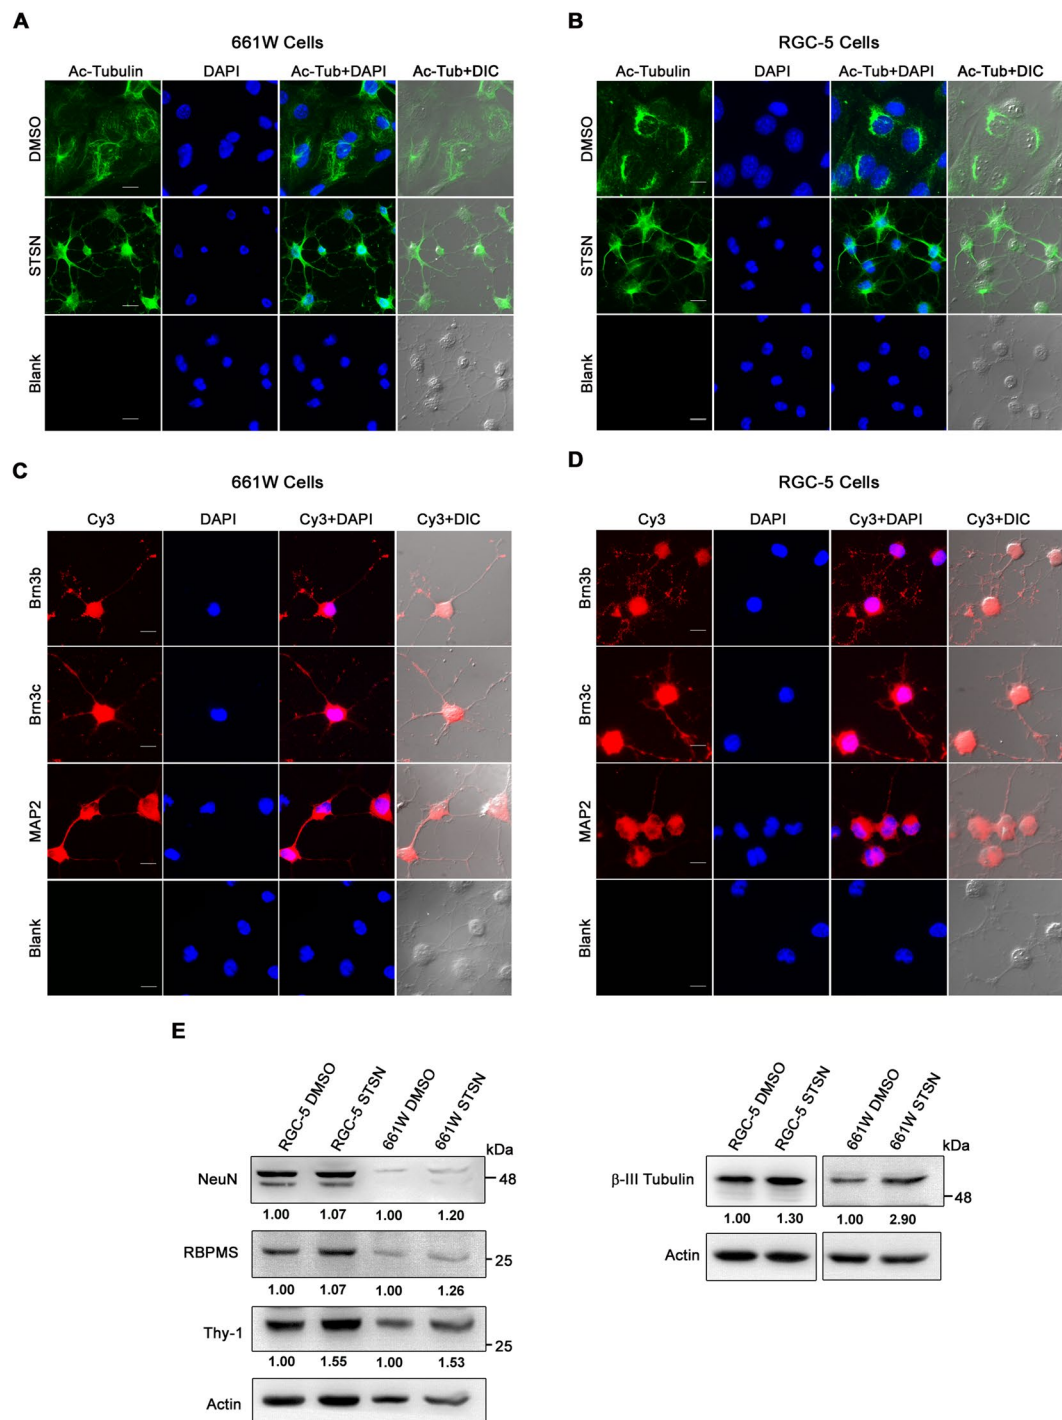 A
661W Cells
Ac-Tubulin DAPI Ac-Tub+DAPI Ac-Tub+DIC
DMSO
STSN
Blank
B
RGC-5 Cells
Ac-Tubulin DAPI Ac-Tub+DAPI Ac-Tub+DIC
DMSO
STSN
Blank
C
661W Cells
Cy3 DAPI Cy3+DAPI Cy3+DIC
Brn3b
Brn3c
MAP2
Blank
D
RGC-5 Cells
Cy3 DAPI Cy3+DAPI Cy3+DIC
Brn3b
Brn3c
MAP2
Blank
E
RGC-5 DMSO RGC-5 STSN 661W DMSO 661W STSN
kDa
NeuN 48
1.00 1.07 1.00 1.20
RBPMS 25
1.00 1.07 1.00 1.26
Thy-1 25
1.00 1.55 1.00 1.53
Actin
RGC-5 DMSO RGC-5 STSN 661W DMSO 661W STSN
kDa
β-III Tubulin 48
1.00 1.30 1.00 2.90
Actin